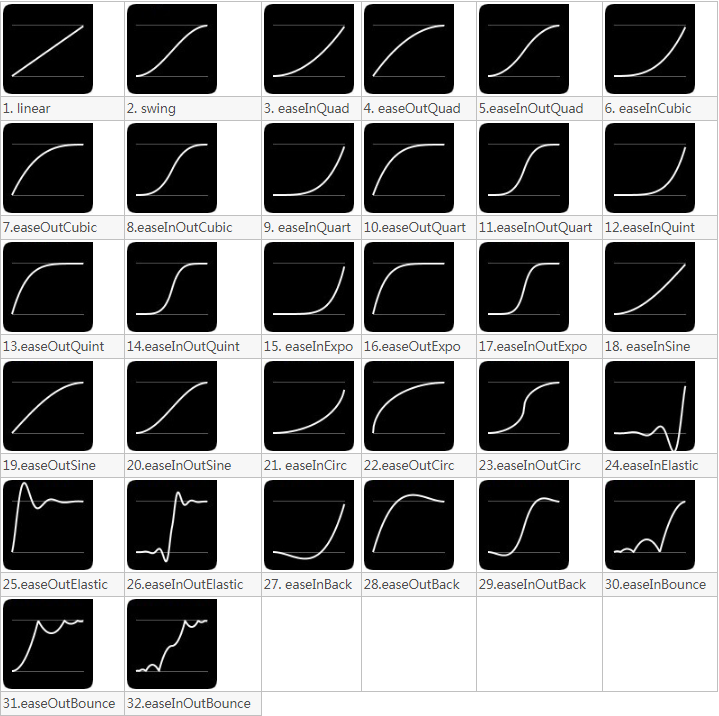 1. linear
2. swing
3. easeInQuad
4. easeOutQuad
5.easeOutQuad
6. easeInCubic
7.easeOutCubic
8.easeInOutCubic
9. easeInQuart
10.easeOutQuart
11.easeInOutQuart
12.easeInQuint
13.easeOutQuint
14.easeInOutQuint
15. easeInExpo
16.easeOutExpo
17.easeInOutExpo
18. easeInSine
19.easeOutSine
20.easeInOutSine
21. easeInCirc
22.easeOutCirc
23.easeInOutCirc
24.easeInElastic
25.easeOutElastic
26.easeInOutElastic
27. easeInBack
28.easeOutBack
29.easeInOutBack
30.easeInBounce
31.easeOutBounce
32.easeInOutBounce